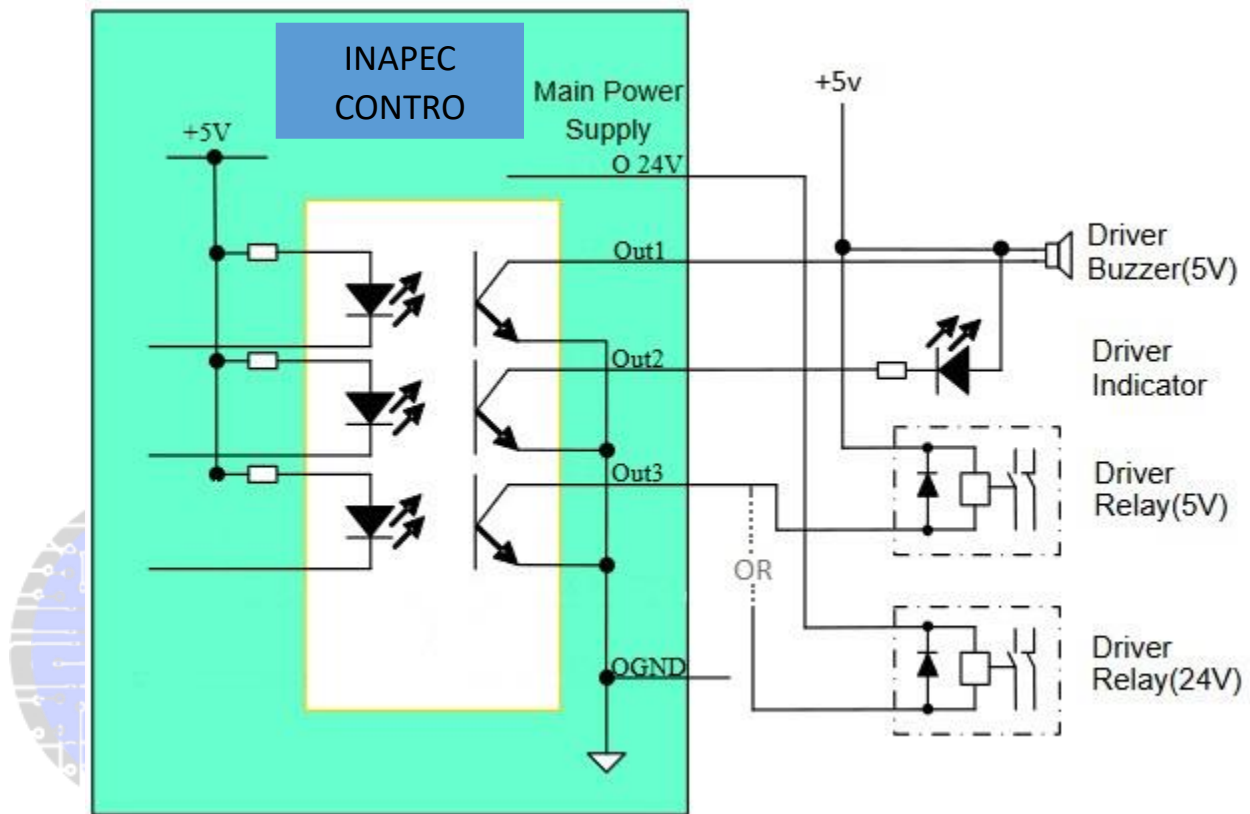 INAPEC
CONTRO
Main Power
Supply
+5V
O 24V
+5v
Out1
Driver
Buzzer(5V)
Out2
Driver
Indicator
Out3
Driver
Relay(5V)
OR
Driver
Relay(24V)
OGND